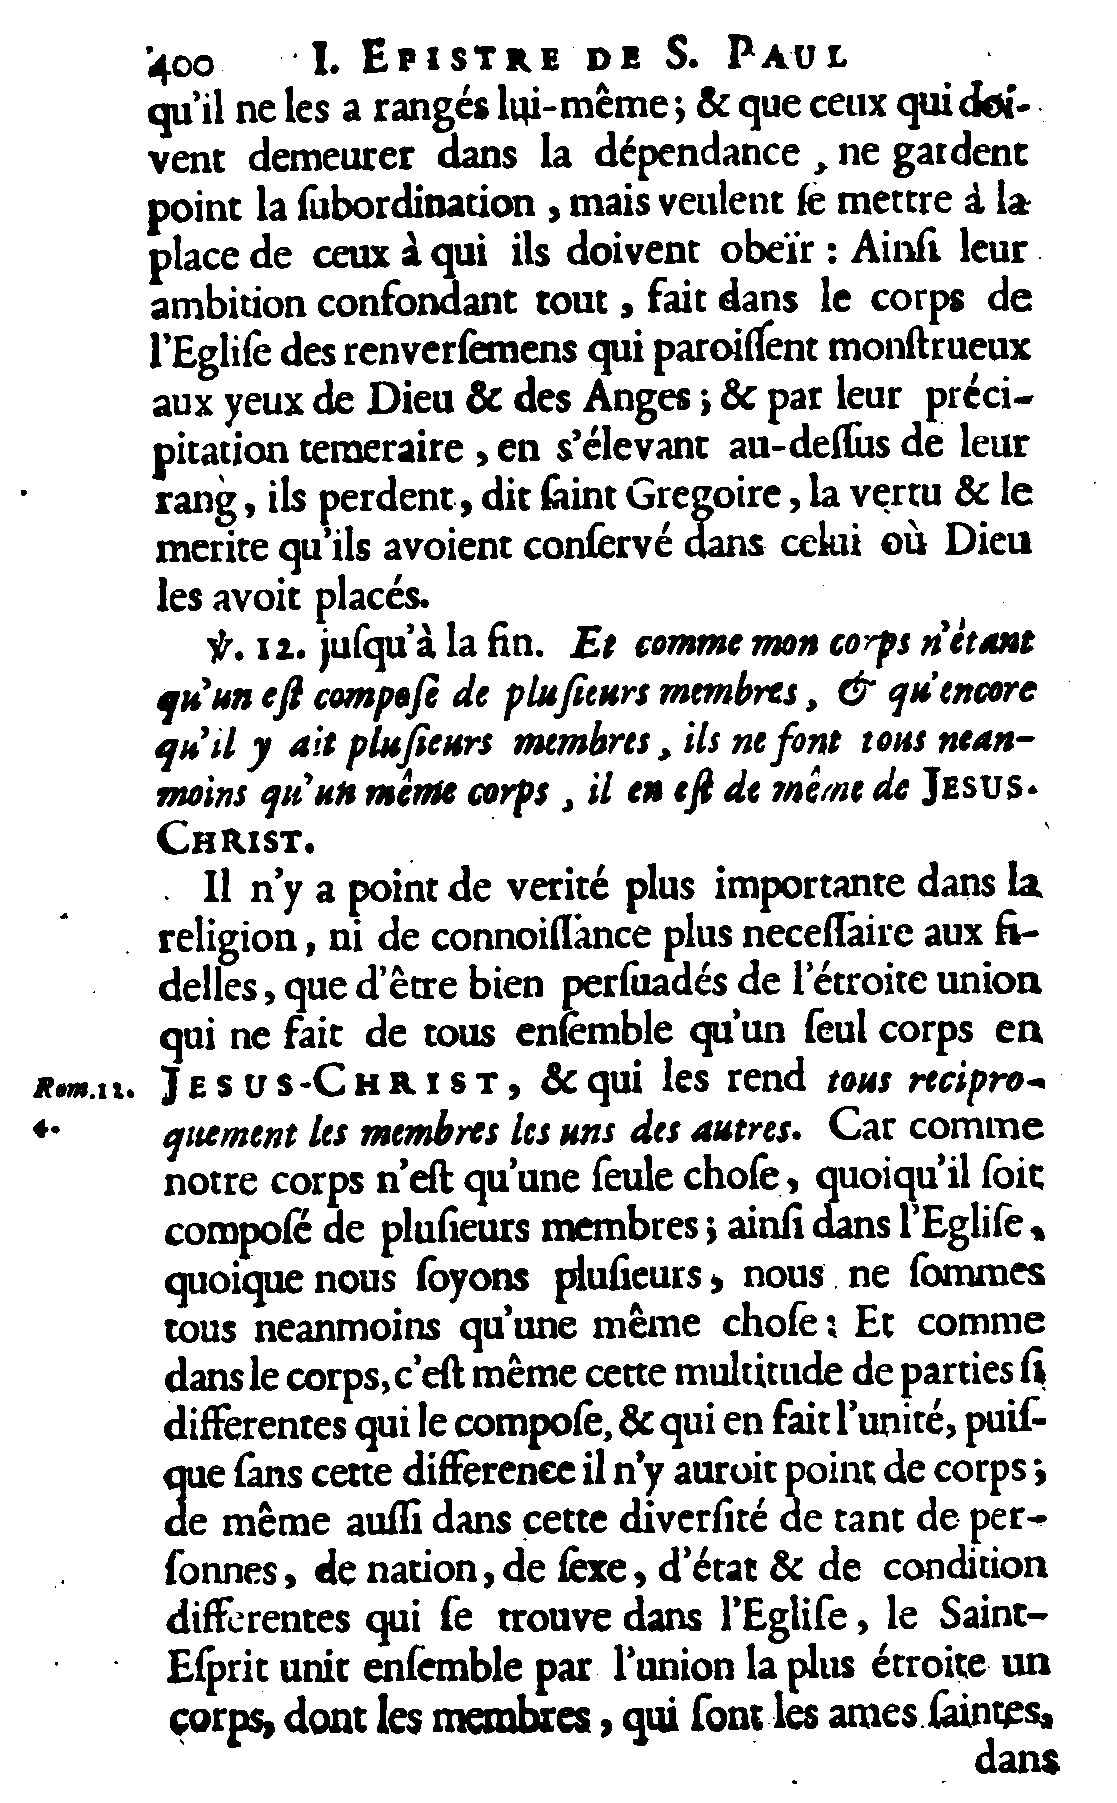 400 I. EPISTRE DE S. PAUL
qu'il ne les a rangés lui-même; & que ceux qui doi-
vent demeurer dans la dépendance, ne gardent
point la ſubordination, mais veulent ſe mettre à la
place de ceux à qui ils doivent obeïr : Ainſi leur
ambition confondant tout, fait dans le corps de
l'Egliſe des renverſemens qui paroiſſent monſtrueux
aux yeux de Dieu & des Anges; & par leur préci-
pitation temeraire, en s'élevant au-deſſus de leur
rang, ils perdent, dit ſaint Gregoire, la vertu & le
merite qu'ils avoient conſervé dans celui où Dieu
les avoit placés.
℣. 12. juſqu'à la fin. Et comme mon corps n'étant
qu'un eſt compoſé de pluſieurs membres, & qu'encore
qu'il y ait pluſieurs membres, ils ne font tous nean-
moins qu'un même corps, il en eſt de même de JESUS-
CHRIST.
Il n'y a point de verité plus importante dans la
religion, ni de connoiſſance plus neceſſaire aux fi-
delles, que d'être bien perſuadés de l'étroite union
qui ne fait de tous enſemble qu'un ſeul corps en
Rom. 12. JESUS-CHRIST, & qui les rend tous recipro-
4. quement les membres les uns des autres. Car comme
notre corps n'eſt qu'une ſeule choſe, quoiqu'il ſoit
compoſé de pluſieurs membres; ainſi dans l'Egliſe,
quoique nous ſoyons pluſieurs, nous ne ſommes
tous neanmoins qu'une même choſe: Et comme
dans le corps, c'eſt même cette multitude de parties ſi
differentes qui le compoſe, & qui en fait l'unité, puiſ-
que ſans cette difference il n'y auroit point de corps;
de même auſſi dans cette diverſité de tant de per-
ſonnes, de nation, de ſexe, d'état & de condition
differentes qui ſe trouve dans l'Egliſe, le Saint-
Eſprit unit enſemble par l'union la plus étroite un
corps, dont les membres, qui ſont les ames ſaintes,
dans